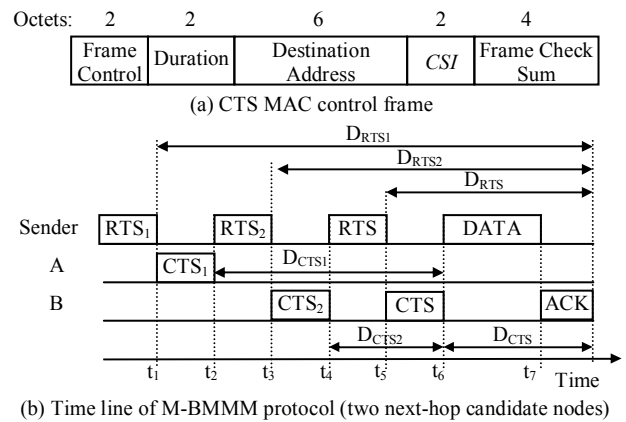 Octets: 2 2 6 2 4
Frame Control Duration Destination Address CSI Frame Check Sum
(a) CTS MAC control frame
D_RTS1
D_RTS2
D_RTS
Sender RTS₁ RTS₂ RTS DATA
A CTS₁ D_CTS1
B CTS₂ CTS ACK
D_CTS2 D_CTS
t₁ t₂ t₃ t₄ t₅ t₆ t₇ Time
(b) Time line of M-BMMM protocol (two next-hop candidate nodes)